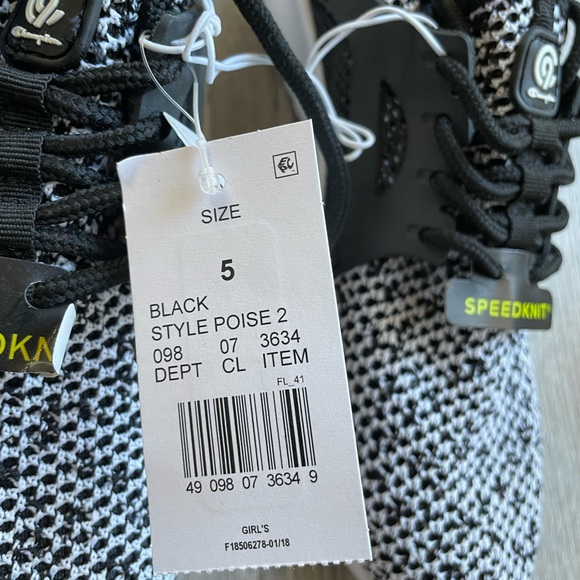 SIZE
5
BLACK
STYLE POISE 2
098 07 3634
DEPT CL ITEM
FL_41
49 098 07 3634 9
GIRL'S
F18506278-01/18
SPEEDKNIT
DKN